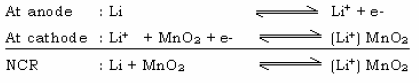 At anode : Li ⇌ Li⁺ + e-
At cathode : Li⁺ + MnO₂ + e- ⇌ (Li⁺) MnO₂
NCR : Li + MnO₂ ⇌ (Li⁺) MnO₂